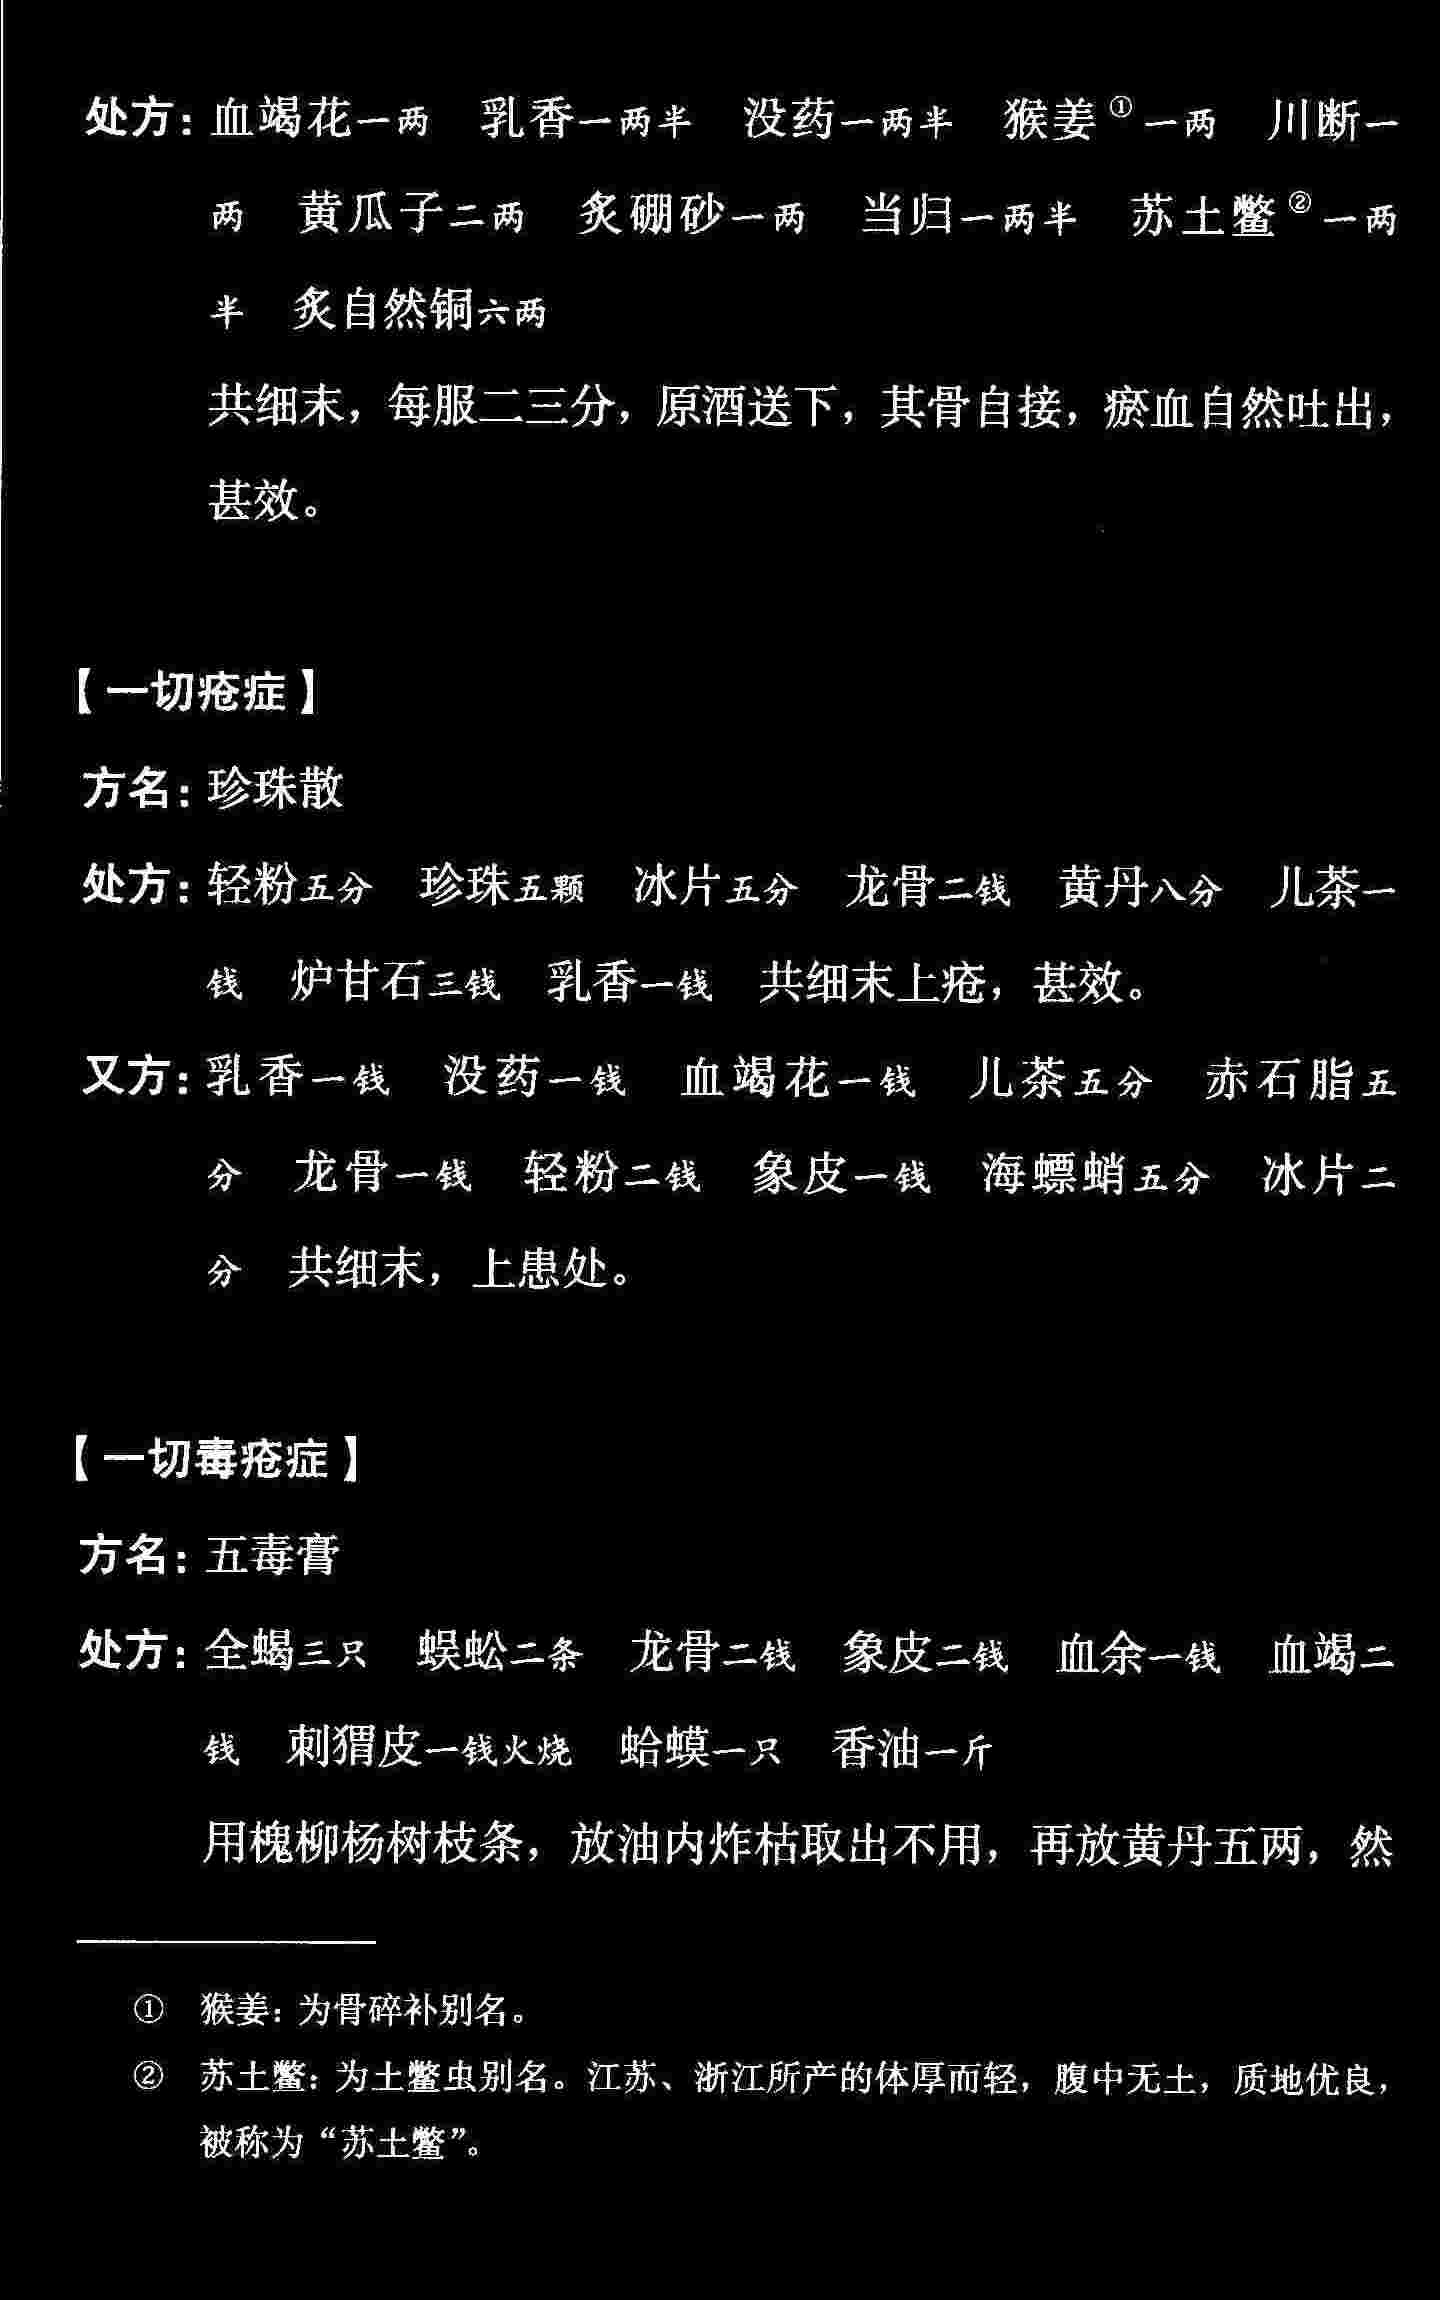 处方：血竭花一两　乳香一两半　没药一两半　猴姜①一两　川断一
两　黄瓜子二两　炙硼砂一两　当归一两半　苏土鳖②一两
半　炙自然铜六两
共细末，每服二三分，原酒送下，其骨自接，瘀血自然吐出，
甚效。
【一切疮症】
方名：珍珠散
处方：轻粉五分　珍珠五颗　冰片五分　龙骨二钱　黄丹八分　儿茶一
钱　炉甘石三钱　乳香一钱　共细末上疮，甚效。
又方：乳香一钱　没药一钱　血竭花一钱　儿茶五分　赤石脂五
分　龙骨一钱　轻粉二钱　象皮一钱　海螵蛸五分　冰片二
分　共细末，上患处。
【一切毒疮症】
方名：五毒膏
处方：全蝎三只　蜈蚣二条　龙骨二钱　象皮二钱　血余一钱　血竭二
钱　刺猬皮一钱火烧　蛤蟆一只　香油一斤
用槐柳杨树枝条，放油内炸枯取出不用，再放黄丹五两，然
①　猴姜：为骨碎补别名。
②　苏土鳖：为土鳖虫别名。江苏、浙江所产的体厚而轻，腹中无土，质地优良，
被称为“苏土鳖”。